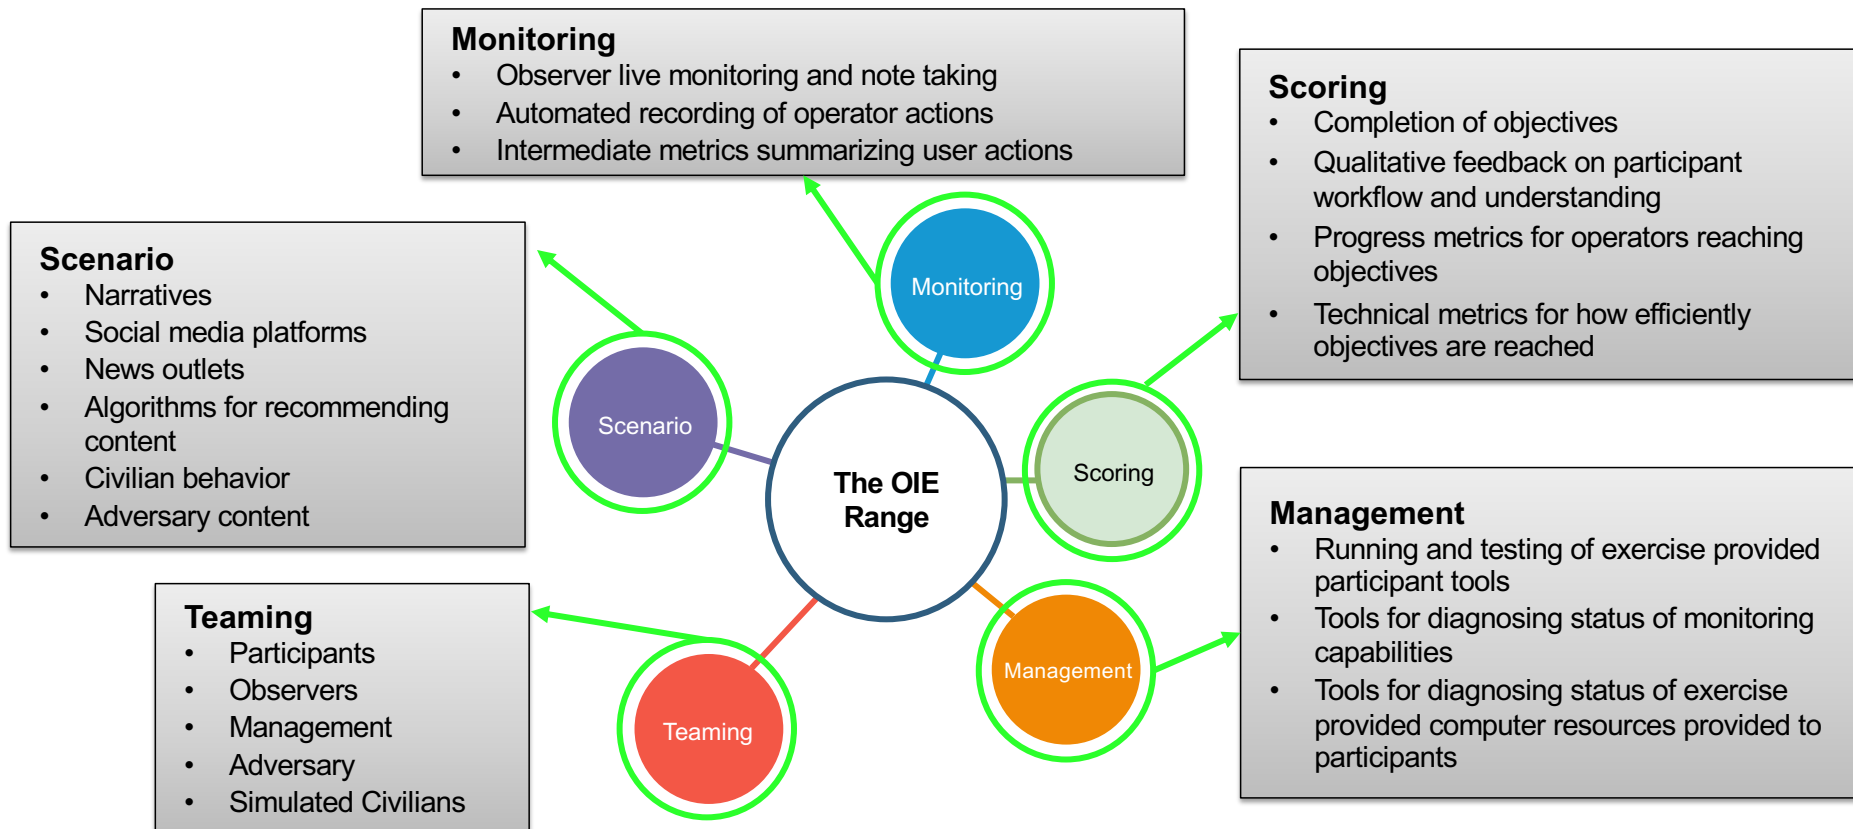 Monitoring
• Observer live monitoring and note taking
• Automated recording of operator actions
• Intermediate metrics summarizing user actions
Scoring
• Completion of objectives
• Qualitative feedback on participant
workflow and understanding
• Progress metrics for operators reaching
objectives
• Technical metrics for how efficiently
objectives are reached
Scenario
• Narratives
• Social media platforms
• News outlets
• Algorithms for recommending
content
• Civilian behavior
• Adversary content
Monitoring
Scenario
Scoring
The OIE
Range
Management
Teaming
Management
• Running and testing of exercise provided
participant tools
• Tools for diagnosing status of monitoring
capabilities
• Tools for diagnosing status of exercise
provided computer resources provided to
participants
Teaming
• Participants
• Observers
• Management
• Adversary
• Simulated Civilians